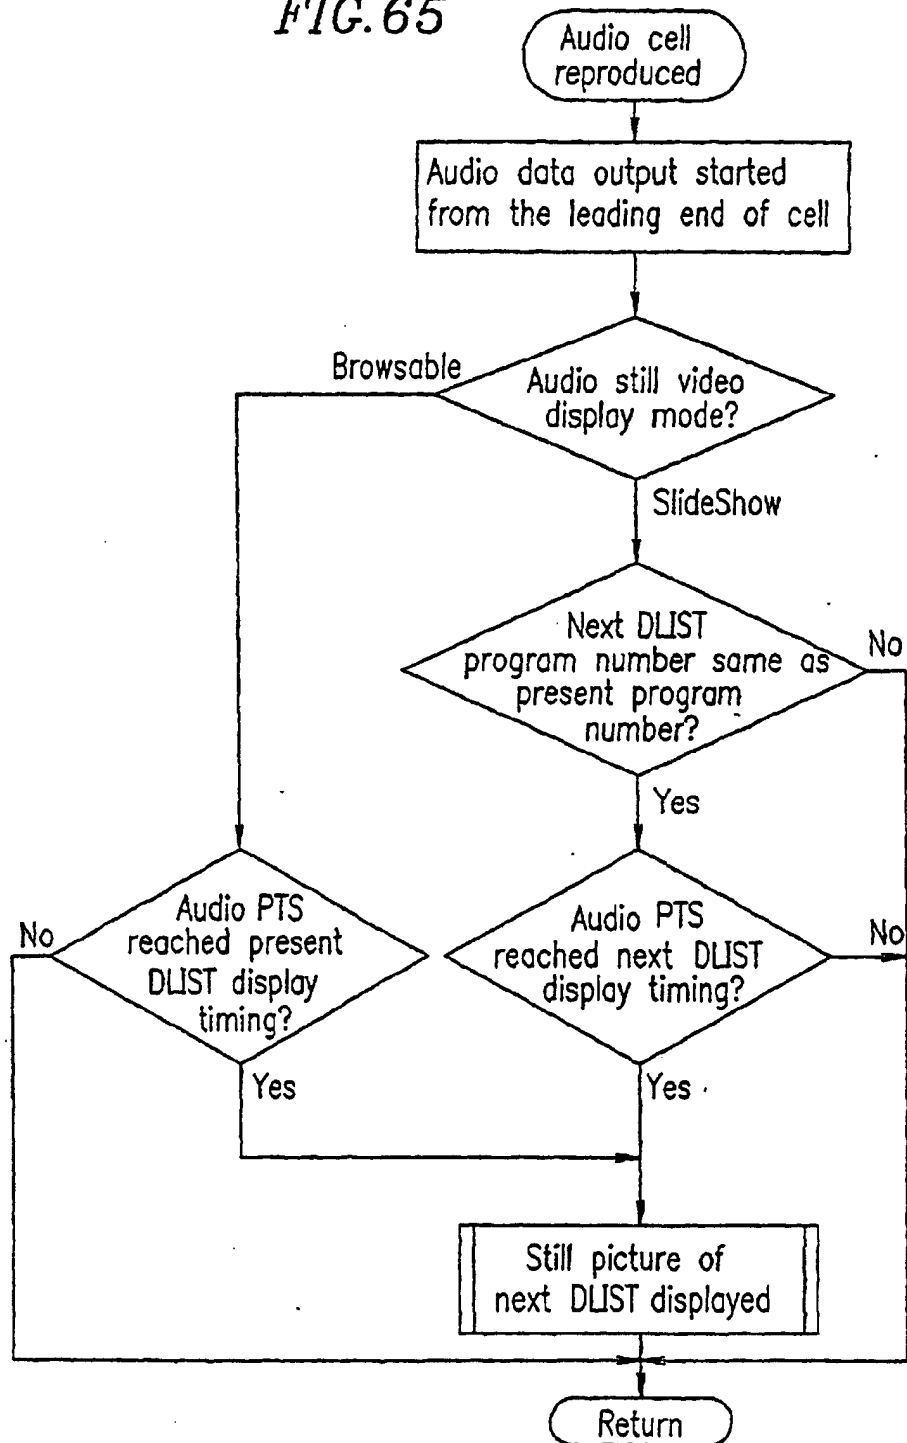 FIG. 65
Audio cell
reproduced
Audio data output started
from the leading end of cell
Browsable
Audio still video
display mode?
SlideShow
Next DLIST
program number same as
present program
number?
No
Yes
No
Audio PTS
reached present
DLIST display
timing?
Audio PTS
reached next DLIST
display timing?
No
Yes
Yes
Still picture of
next DLIST displayed
Return